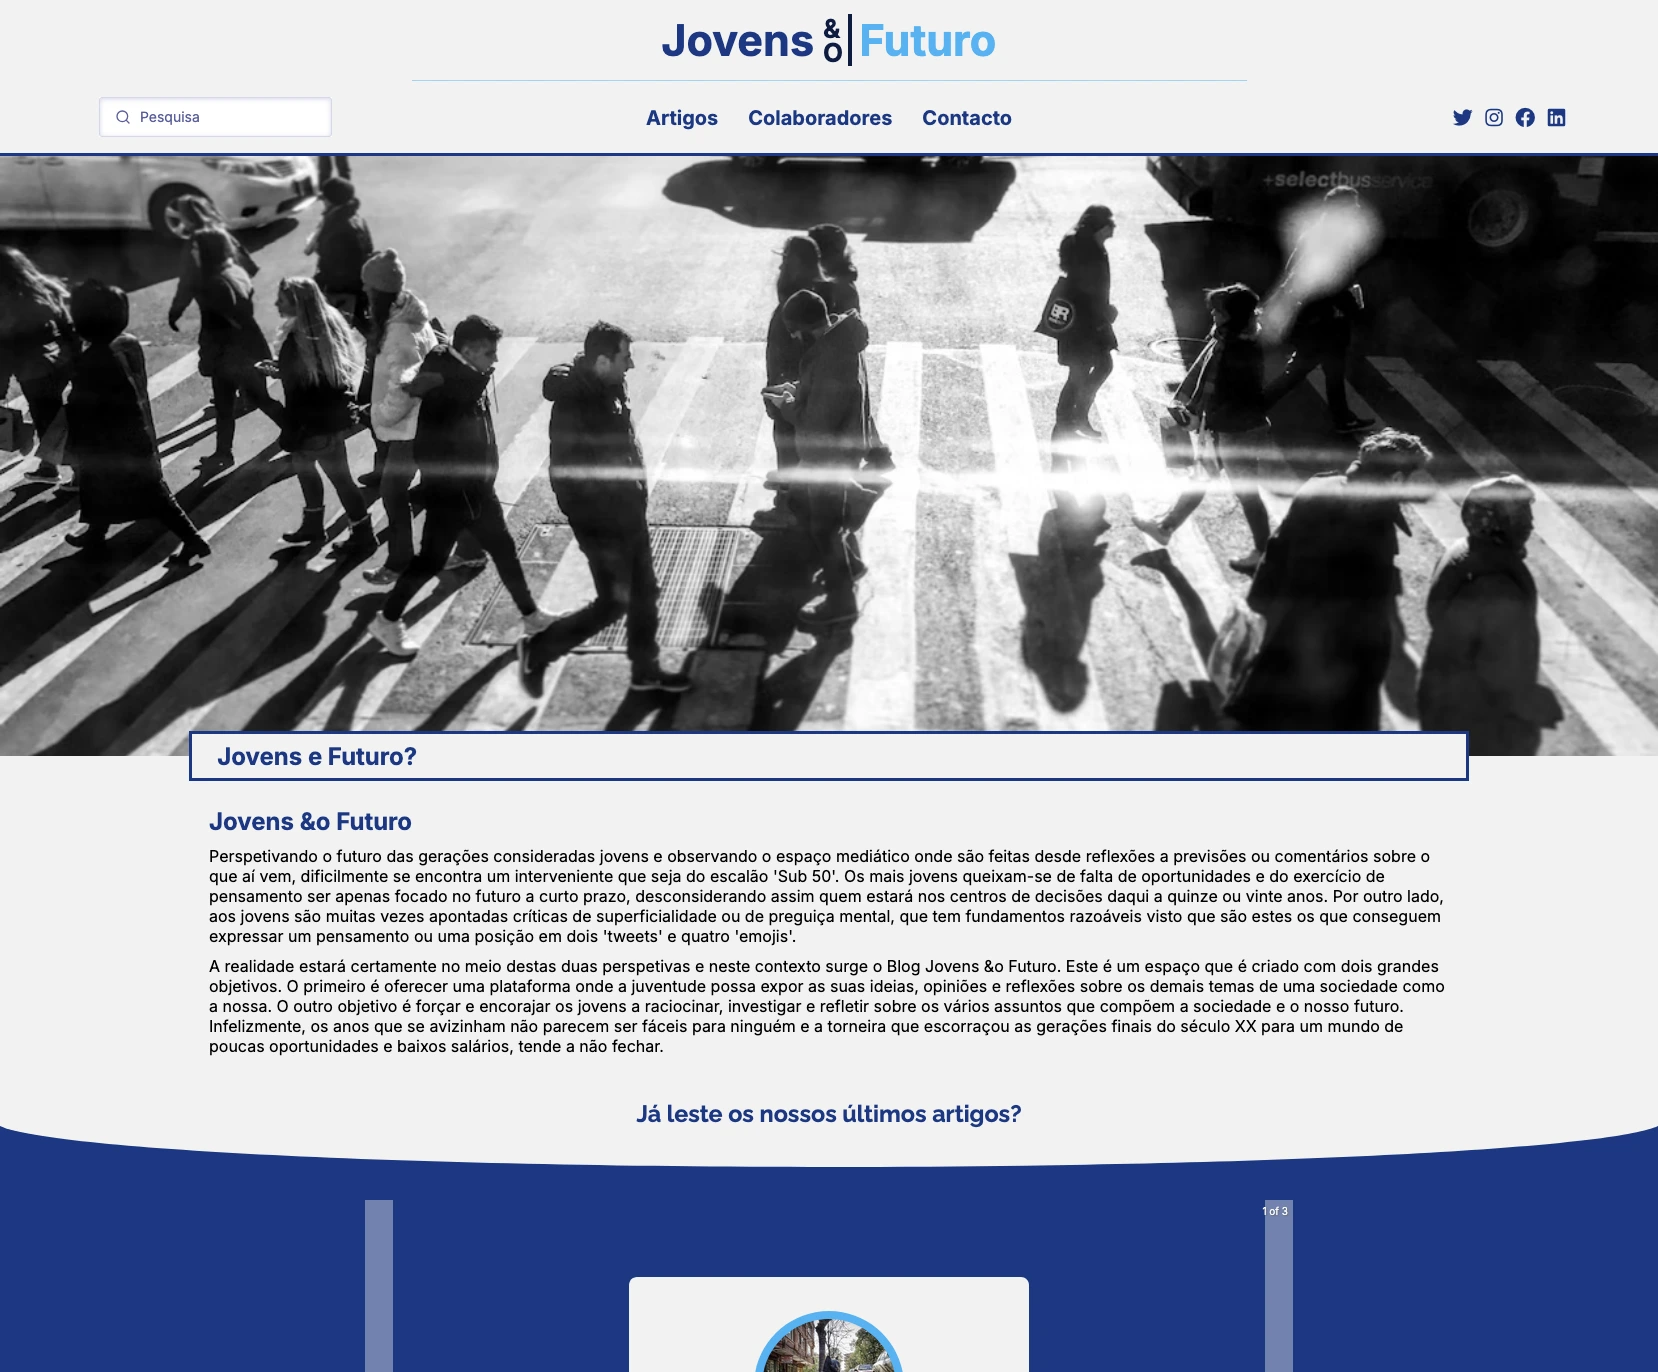 Jovens &o Futuro
Pesquisa
Artigos Colaboradores Contacto
+selectbusservice
BR
Jovens e Futuro?
Jovens &o Futuro
Perspetivando o futuro das gerações consideradas jovens e observando o espaço mediático onde são feitas desde reflexões a previsões ou comentários sobre o
que aí vem, dificilmente se encontra um interveniente que seja do escalão 'Sub 50'. Os mais jovens queixam-se de falta de oportunidades e do exercício de
pensamento ser apenas focado no futuro a curto prazo, desconsiderando assim quem estará nos centros de decisões daqui a quinze ou vinte anos. Por outro lado,
aos jovens são muitas vezes apontadas críticas de superficialidade ou de preguiça mental, que tem fundamentos razoáveis visto que são estes os que conseguem
expressar um pensamento ou uma posição em dois 'tweets' e quatro 'emojis'.
A realidade estará certamente no meio destas duas perspetivas e neste contexto surge o Blog Jovens &o Futuro. Este é um espaço que é criado com dois grandes
objetivos. O primeiro é oferecer uma plataforma onde a juventude possa expor as suas ideias, opiniões e reflexões sobre os demais temas de uma sociedade como
a nossa. O outro objetivo é forçar e encorajar os jovens a raciocinar, investigar e refletir sobre os vários assuntos que compõem a sociedade e o nosso futuro.
Infelizmente, os anos que se avizinham não parecem ser fáceis para ninguém e a torneira que escorraçou as gerações finais do século XX para um mundo de
poucas oportunidades e baixos salários, tende a não fechar.
Já leste os nossos últimos artigos?
1 of 3